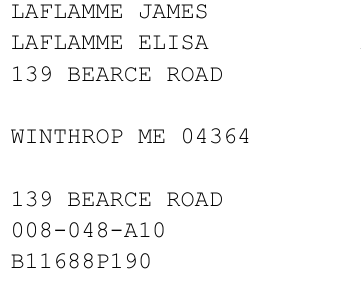 LAFLAMME JAMES
LAFLAMME ELISA
139 BEARCE ROAD
WINTHROP ME 04364
139 BEARCE ROAD
008-048-A10
B11688P190